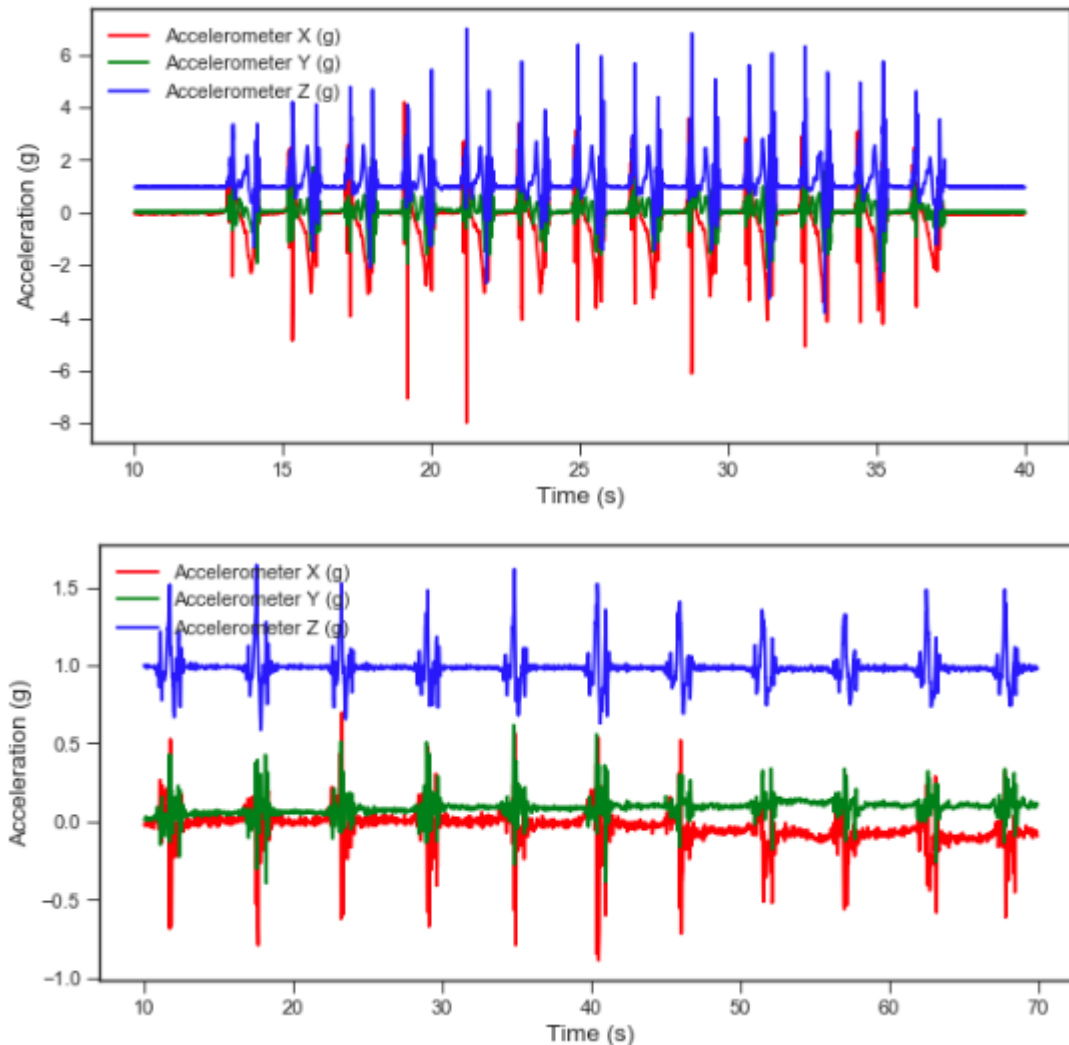 Accelerometer X (g)
Accelerometer Y (g)
Accelerometer Z (g)
6
4
2
0
−2
−4
−6
−8
Acceleration (g)
10 15 20 25 30 35 40
Time (s)
Accelerometer X (g)
Accelerometer Y (g)
Accelerometer Z (g)
1.5
1.0
0.5
0.0
−0.5
−1.0
Acceleration (g)
10 20 30 40 50 60 70
Time (s)